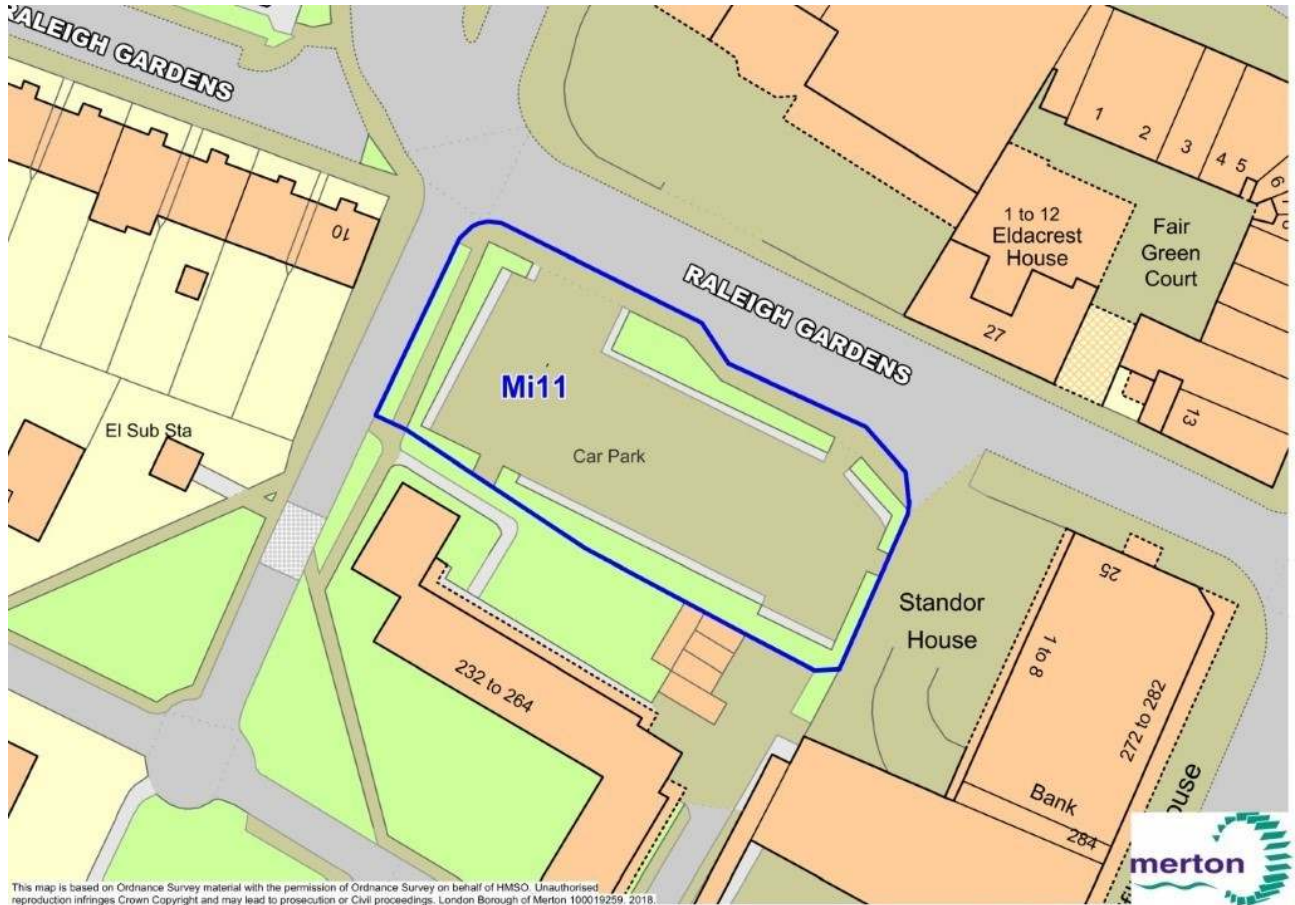 RALEIGH GARDENS
1
2
3
4
5
6
1 to 12
Eldacrest
House
Fair
Green
Court
10
RALEIGH GARDENS
27
Mi11
13
El Sub Sta
Car Park
Standor
House
25
1 to 8
232 to 264
272 to 282
Bank
284
ouse
merton
This map is based on Ordnance Survey material with the permission of Ordnance Survey on behalf of HMSO. Unauthorised
reproduction infringes Crown Copyright and may lead to prosecution or Civil proceedings. London Borough of Merton 100019259. 2018.